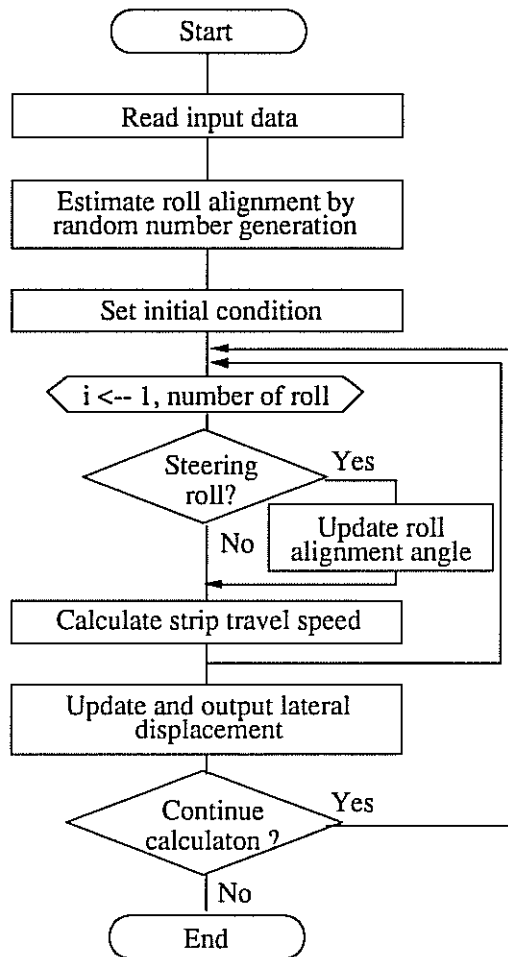 Start
Read input data
Estimate roll alignment by
random number generation
Set initial condition
i <-- 1, number of roll
Steering
roll?
Yes
No
Update roll
alignment angle
Calculate strip travel speed
Update and output lateral
displacement
Continue
calculaton ?
Yes
No
End